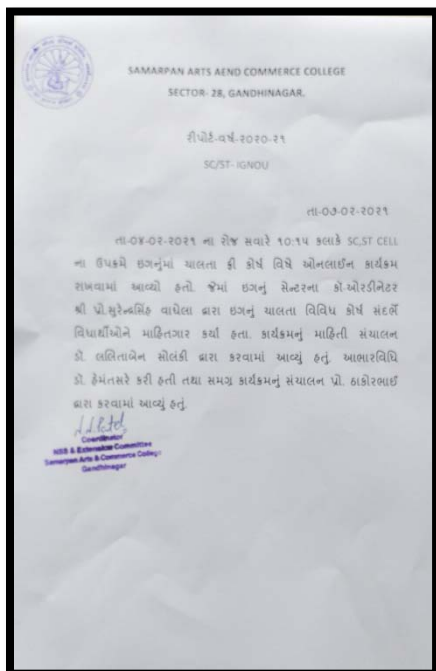 SAMARPAN ARTS AEND COMMERCE COLLEGE
SECTOR- 28, GANDHINAGAR.
રીપોર્ટ-વર્ષ-૨૦૨૦-૨૧
SC/ST- IGNOU
તા-૦૭-૦૨-૨૦૨૧
તા-૦૪-૦૨-૨૦૨૧ ના રોજ સવારે ૧૦:૧૫ કલાકે SC,ST CELL
ના ઉપક્રમે ઇગ્નુંમાં ચાલતા ફ્રી કોર્ષ વિષે ઓનલાઈન કાર્યક્રમ
રાખવામાં આવ્યો હતો. જેમાં ઇગ્નું સેન્ટરના કો.ઓરડીનેટર
શ્રી પ્રો.સુરેન્દ્રસિંહ વાઘેલા દ્વારા ઇગ્નું ચાલતા વિવિધ કોર્ષ સંદર્ભે
વિધાર્થીઓને માહિતગાર કર્યા હતા. કાર્યક્રમનું માહિતી સંચાલન
ડૉ. લલિતાબેન સોલંકી દ્વારા કરવામાં આવ્યું હતું. આભારવિધિ
ડૉ. હેમંતસરે કરી હતી તથા સમગ્ર કાર્યક્રમનું સંચાલન પ્રો. ઠાકોરભાઈ
દ્વારા કરવામાં આવ્યું હતું.
Coordinator
NSS & Extension Committee
Samarpan Arts & Commerce College
Gandhinagar